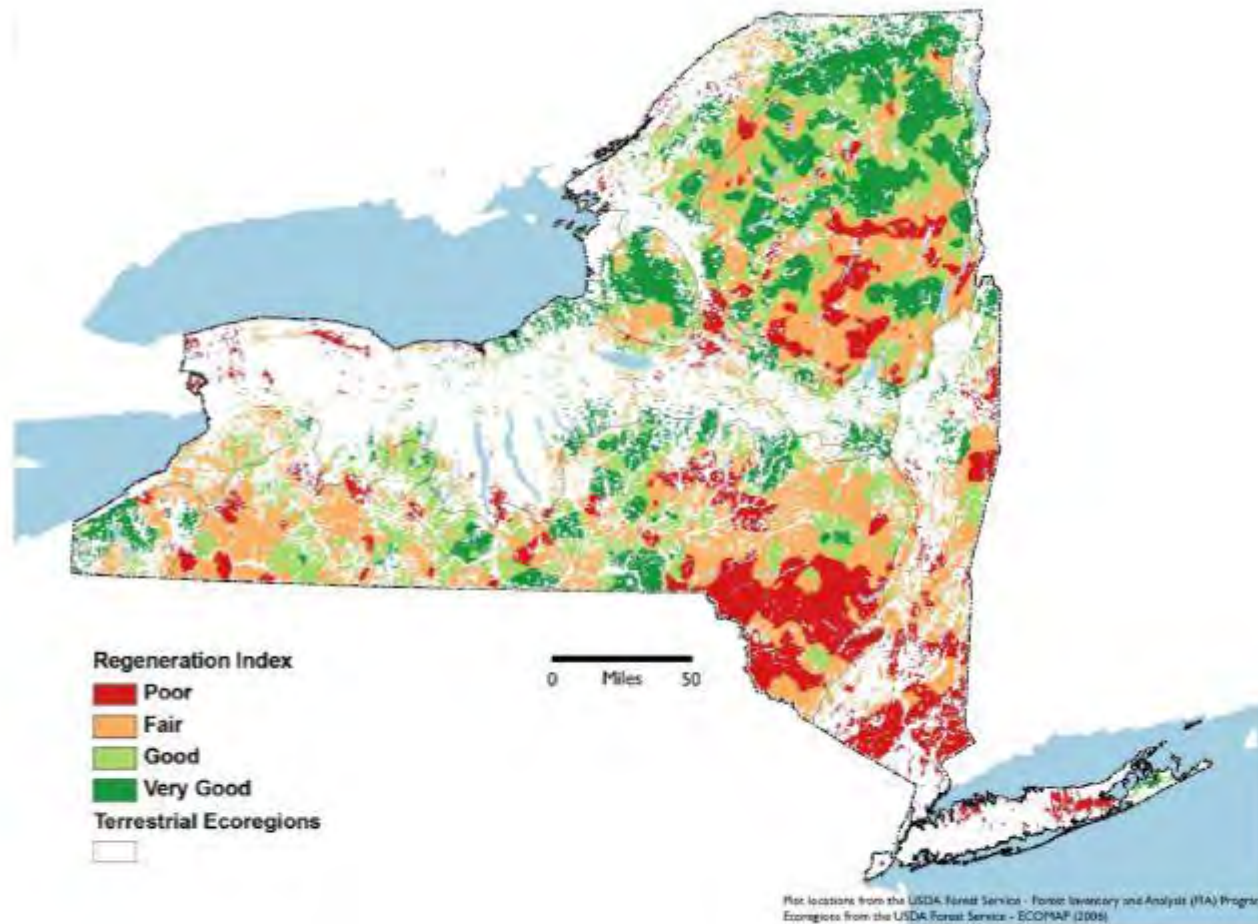 Regeneration Index
Poor
Fair
Good
Very Good
Terrestrial Ecoregions
0 Miles 50
Plot locations from the USDA Forest Service - Forest Inventory and Analysis (FIA)
Ecoregions from the USDA Forest Service - ECOMAP (2006)